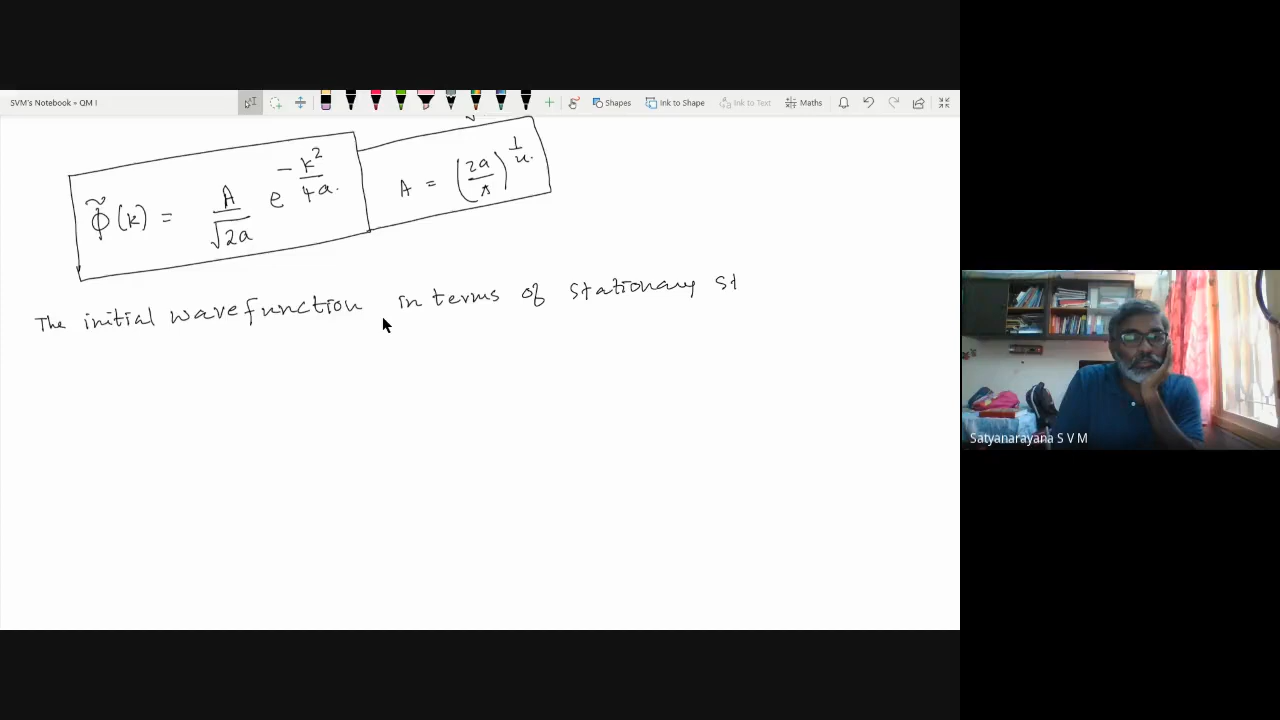 SVM's Notebook » QM I
Shapes
Ink to Shape
Ink to Text
Maths
φ̃(k) = A/√2a e^(-k²/4a).
A = (2a/π)^(1/4).
The initial wavefunction in terms of stationary st
Satyanarayana S V M